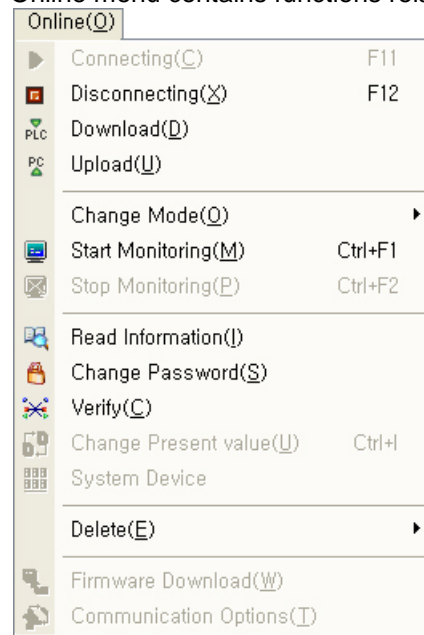 Online(O)
Connecting(C) F11
Disconnecting(X) F12
PLC Download(D)
PC Upload(U)
Change Mode(O)
Start Monitoring(M) Ctrl+F1
Stop Monitoring(P) Ctrl+F2
Read Information(I)
Change Password(S)
Verify(C)
Change Present value(U) Ctrl+I
System Device
Delete(E)
Firmware Download(W)
Communication Options(T)